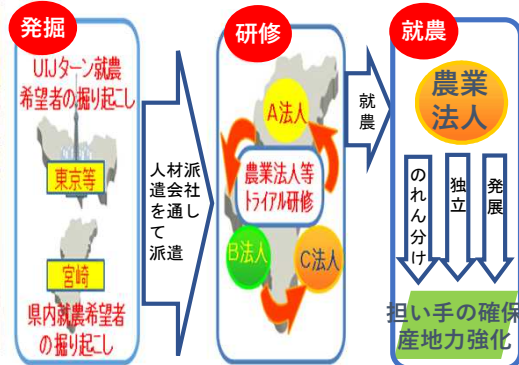 発掘
UIJターン就農
希望者の掘り起こし
東京等
宮崎
県内就農希望者
の掘り起こし
人材派
遣会社
を通し
て
派遣
研修
A法人
農業法人等
トライアル研修
B法人
C法人
就農
就農
農業
法人
のれん分け
独立
発展
担い手の確保
産地力強化